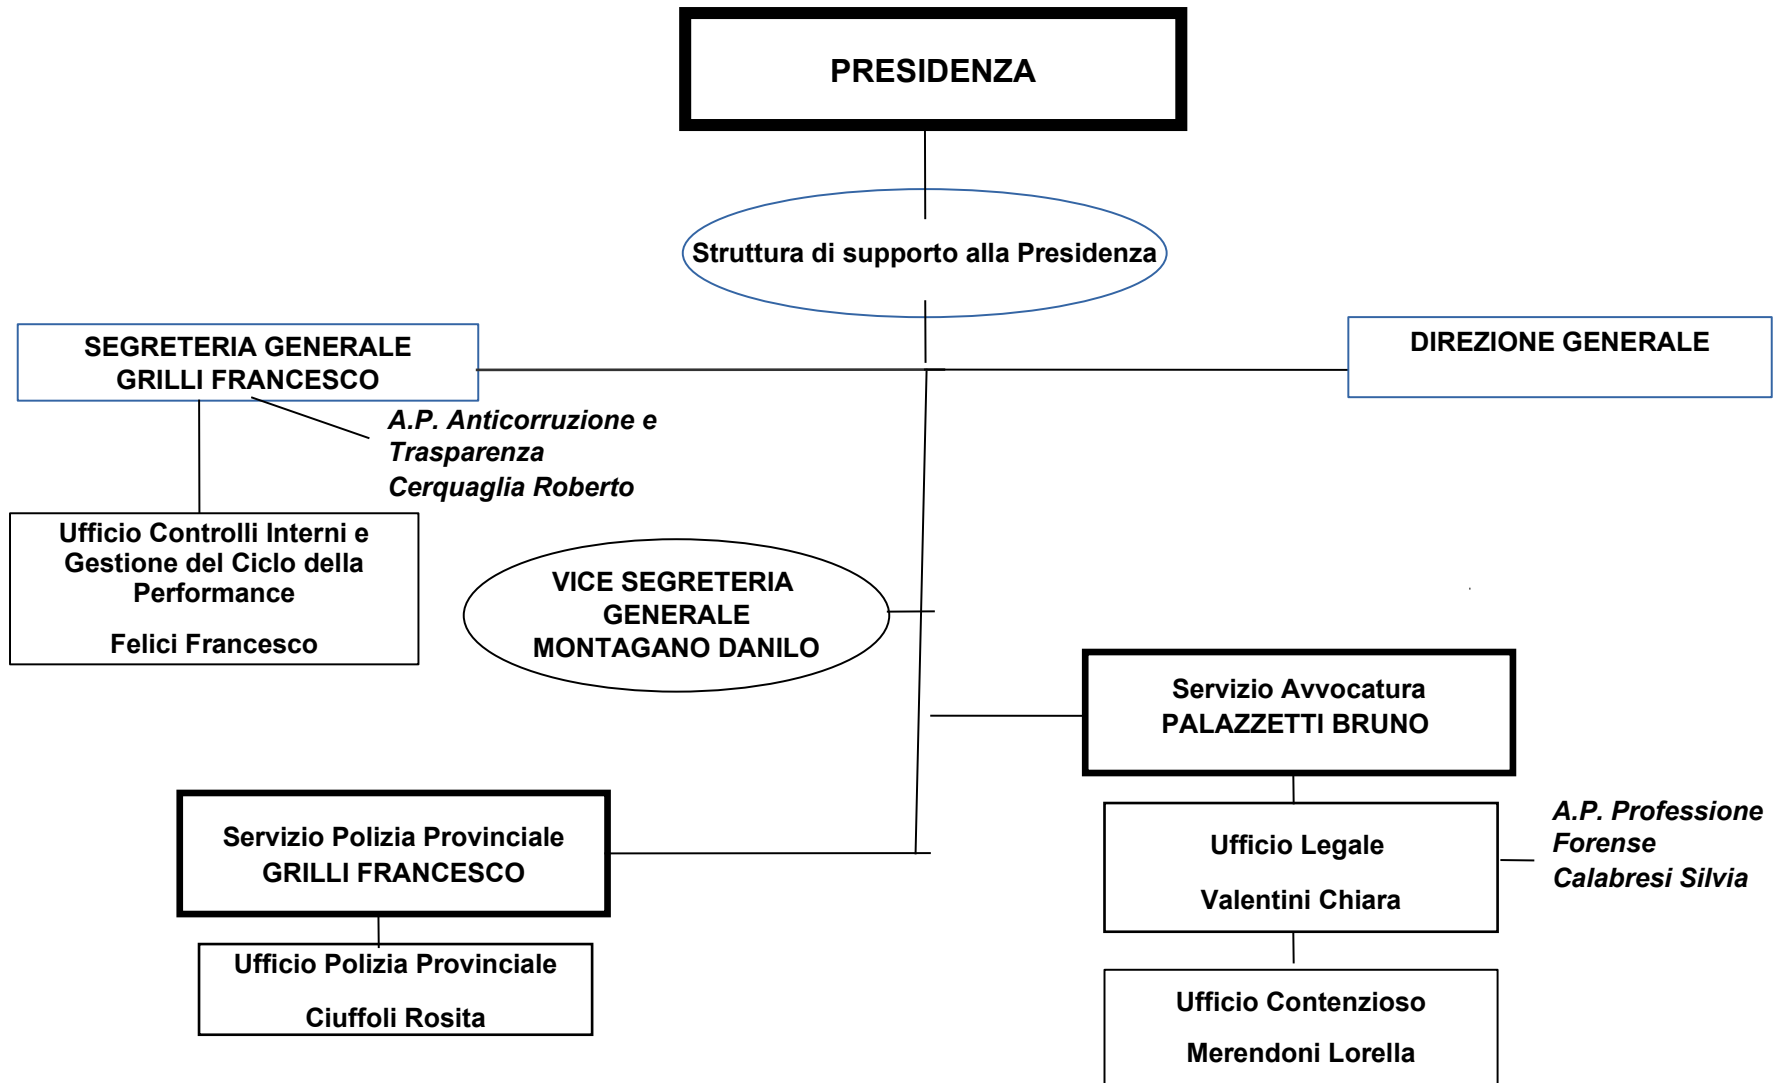 PRESIDENZA
Struttura di supporto alla Presidenza
SEGRETERIA GENERALE
GRILLI FRANCESCO
DIREZIONE GENERALE
A.P. Anticorruzione e
Trasparenza
Cerquaglia Roberto
Ufficio Controlli Interni e
Gestione del Ciclo della
Performance
Felici Francesco
VICE SEGRETERIA
GENERALE
MONTAGANO DANILO
Servizio Avvocatura
PALAZZETTI BRUNO
Servizio Polizia Provinciale
GRILLI FRANCESCO
Ufficio Legale
Valentini Chiara
A.P. Professione
Forense
Calabresi Silvia
Ufficio Polizia Provinciale
Ciuffoli Rosita
Ufficio Contenzioso
Merendoni Lorella